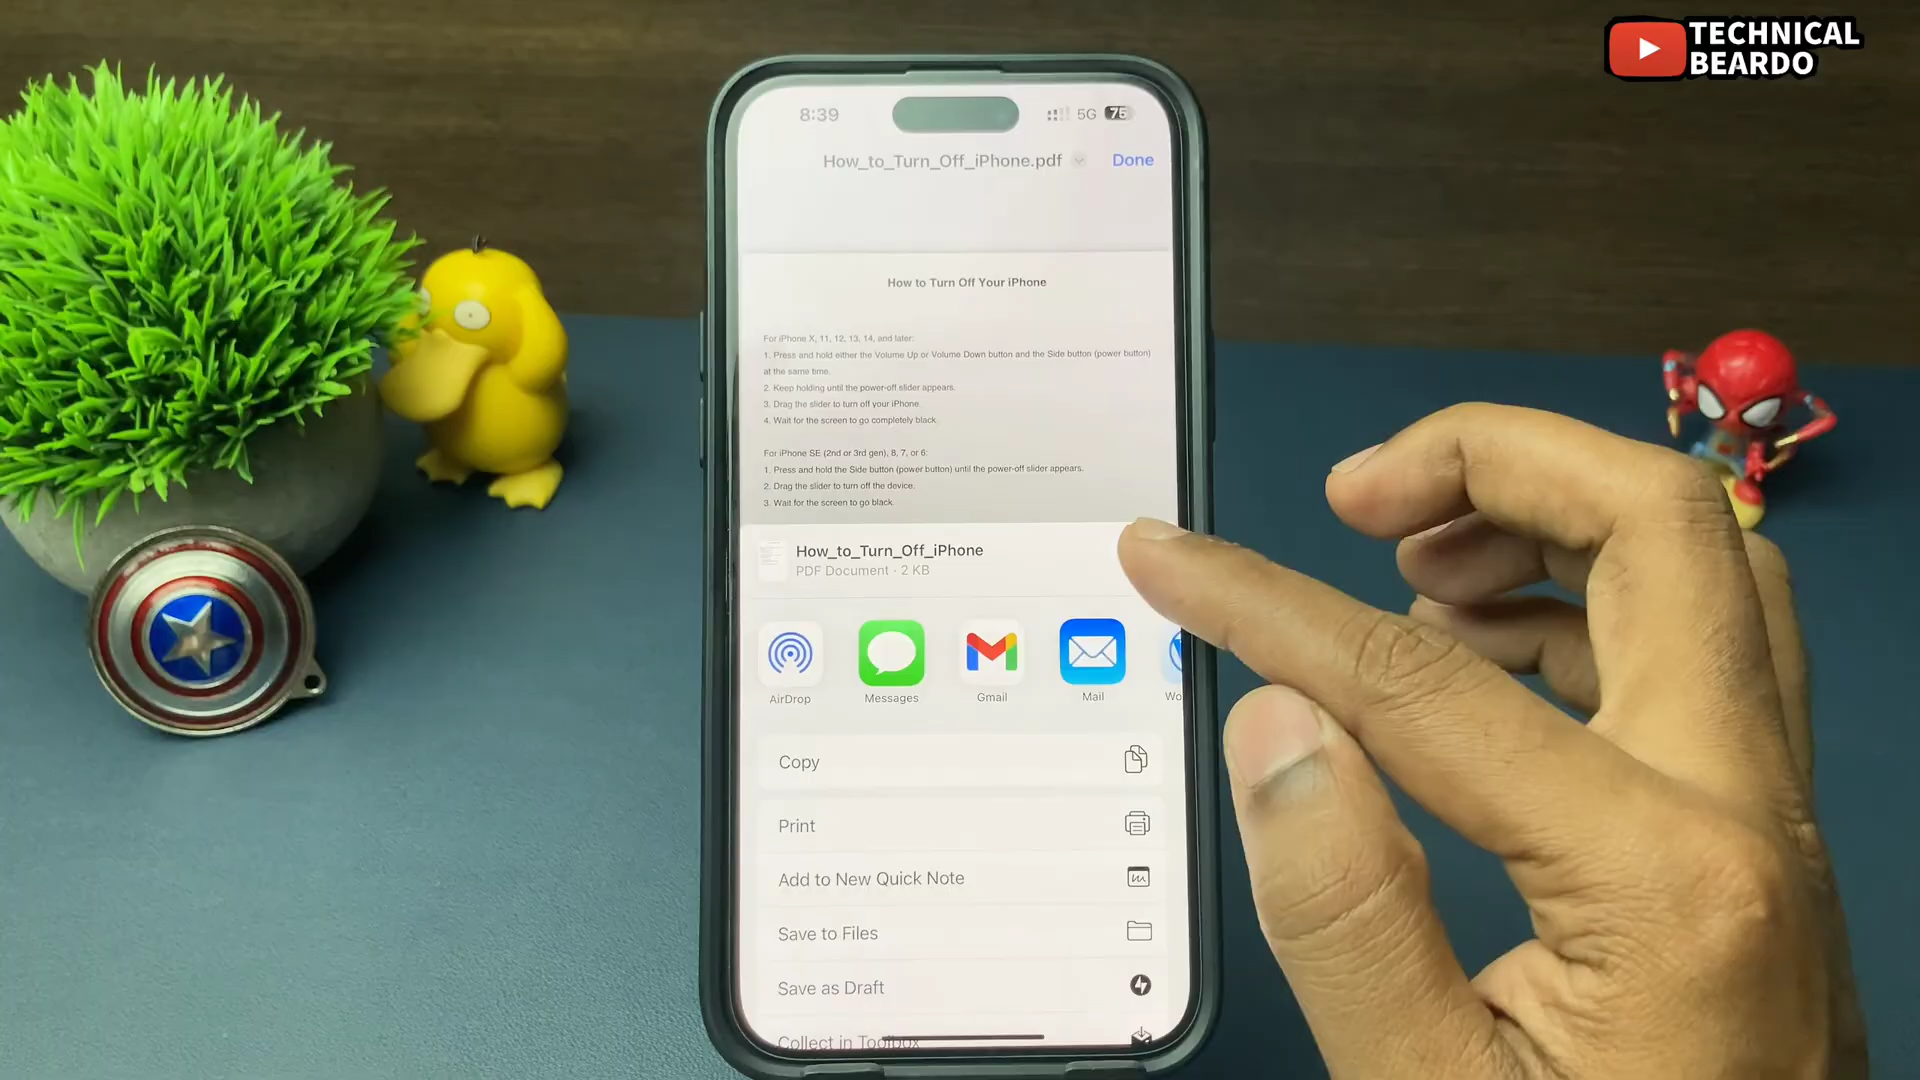 TECHNICAL
BEARDO
8:39
5G
75
How_to_Turn_Off_iPhone.pdf
Done
How to Turn Off Your iPhone
For iPhone X, 11, 12, 13, 14, and later:
1. Press and hold either the Volume Up or Volume Down button and the Side button (power button)
at the same time.
2. Keep holding until the power-off slider appears.
3. Drag the slider to turn off your iPhone.
4. Wait for the screen to go completely black.
For iPhone SE (2nd or 3rd gen), 8, 7, or 6:
1. Press and hold the Side button (power button) until the power-off slider appears.
2. Drag the slider to turn off the device.
3. Wait for the screen to go black.
How_to_Turn_Off_iPhone
PDF Document · 2 KB
AirDrop
Messages
Gmail
Mail
Wo
Copy
Print
Add to New Quick Note
Save to Files
Save as Draft
Collect in Toolbox